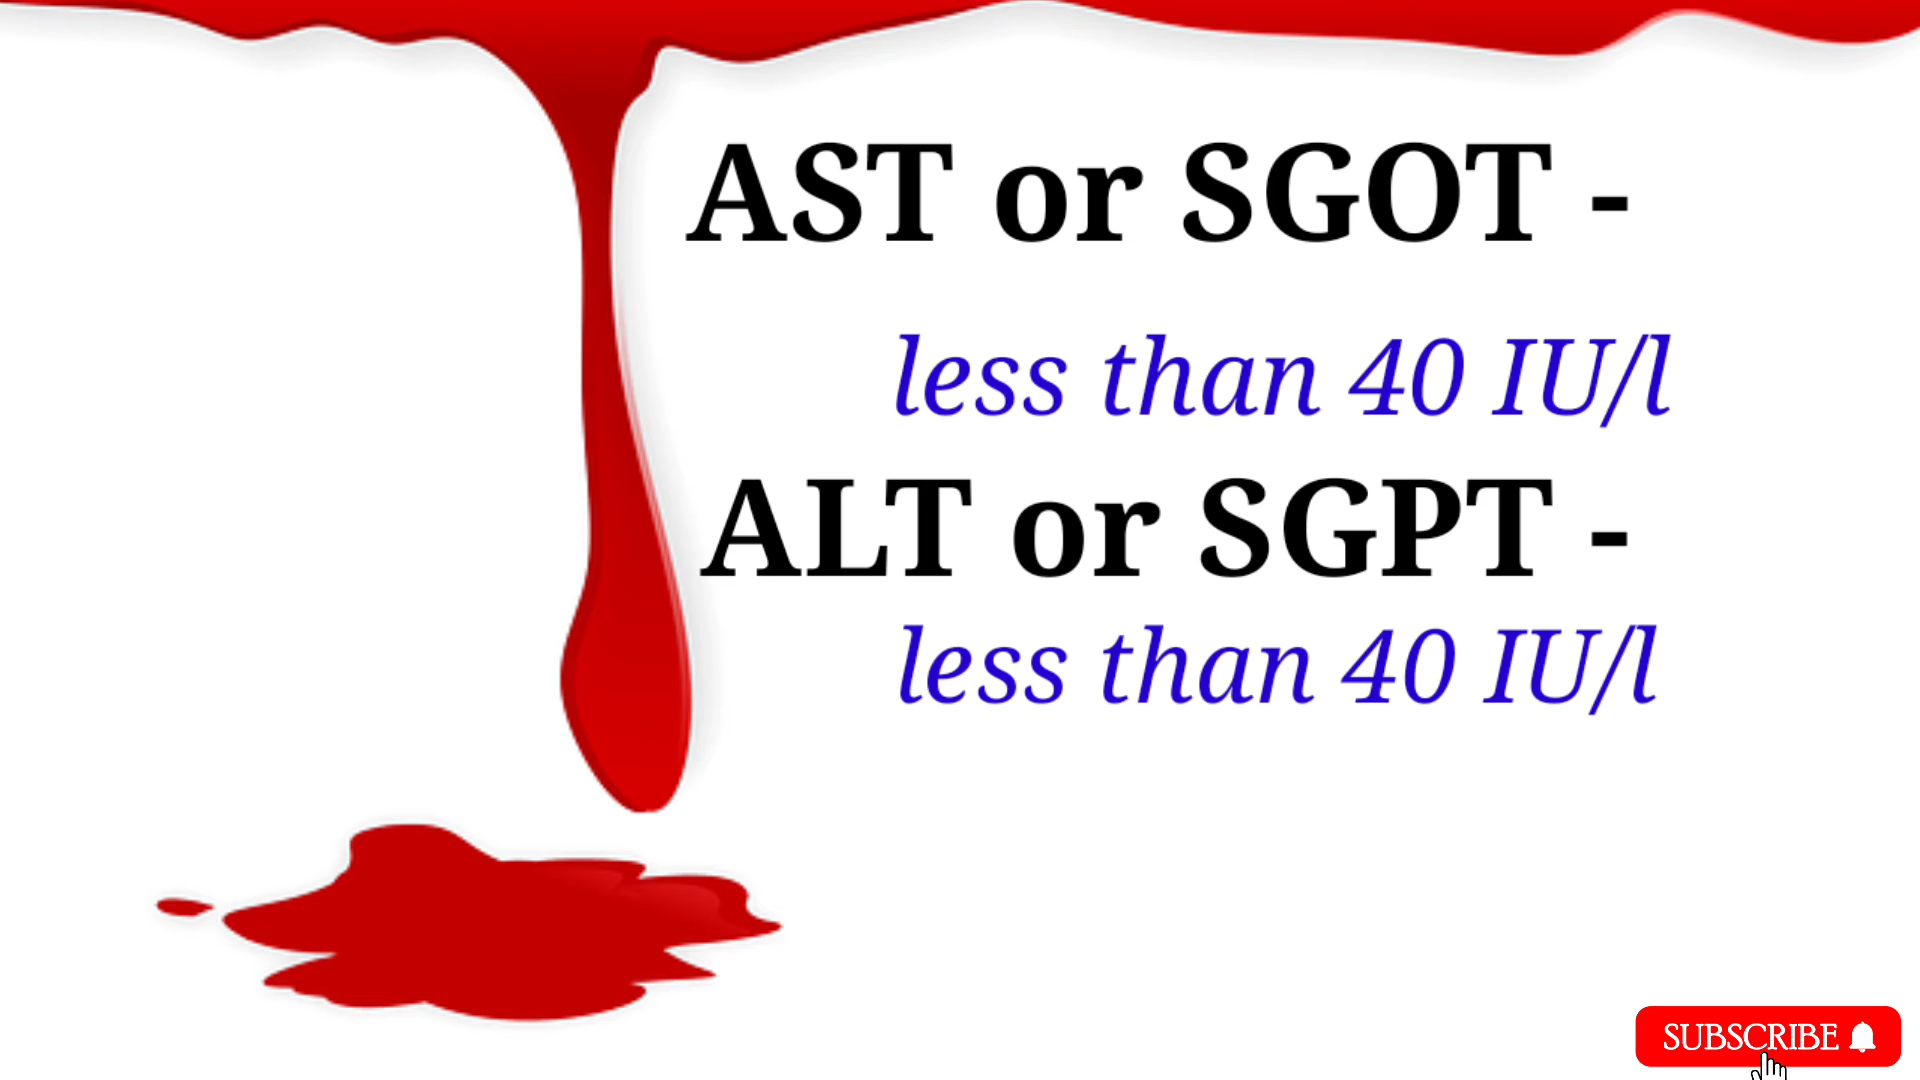 AST or SGOT -
less than 40 IU/l
ALT or SGPT -
less than 40 IU/l
SUBSCRIBE